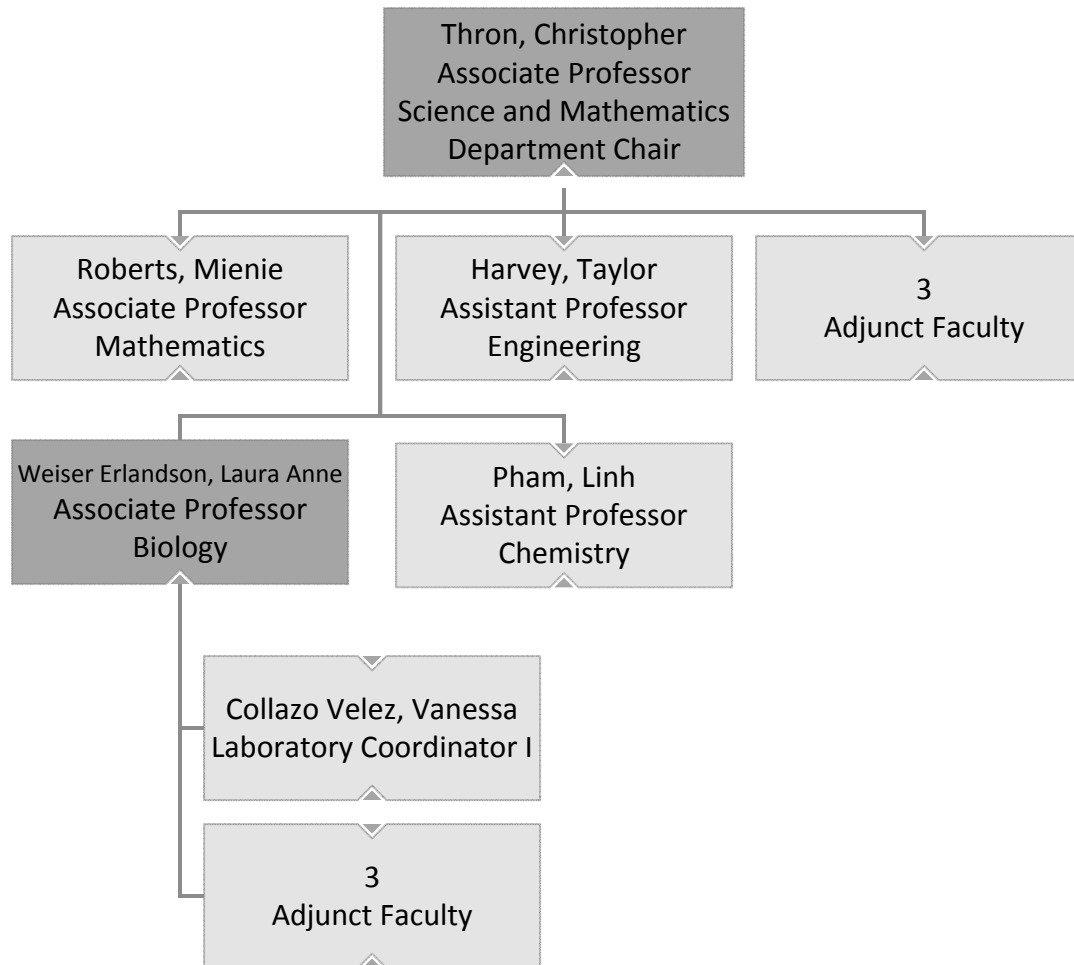 Thron, Christopher
Associate Professor
Science and Mathematics
Department Chair
Roberts, Mienie
Associate Professor
Mathematics
Harvey, Taylor
Assistant Professor
Engineering
3
Adjunct Faculty
Weiser Erlandson, Laura Anne
Associate Professor
Biology
Pham, Linh
Assistant Professor
Chemistry
Collazo Velez, Vanessa
Laboratory Coordinator I
3
Adjunct Faculty